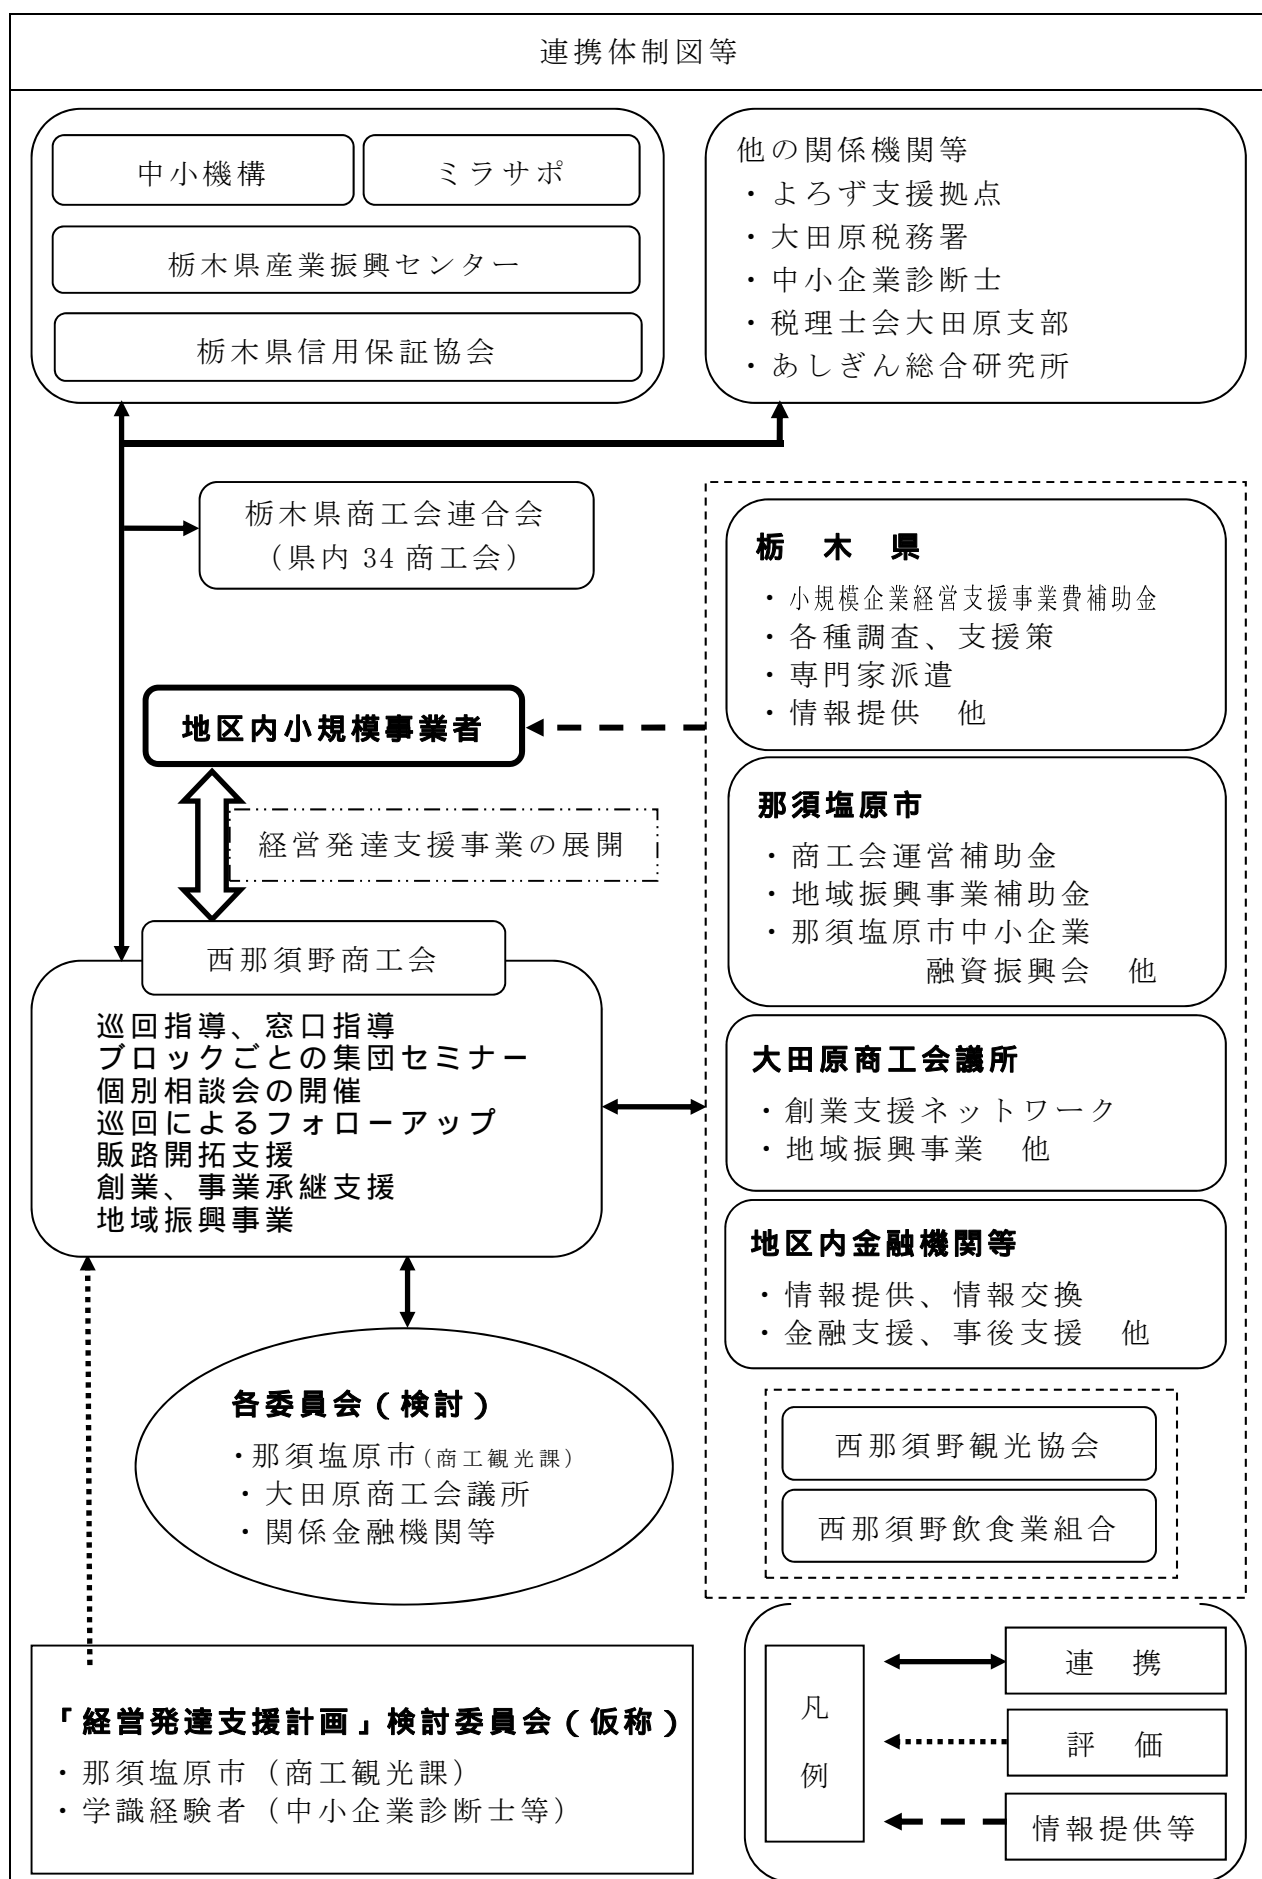 連携体制図等
中小機構
ミラサポ
栃木県産業振興センター
栃木県信用保証協会
他の関係機関等
・よろず支援拠点
・大田原税務署
・中小企業診断士
・税理士会大田原支部
・あしぎん総合研究所
栃木県商工会連合会
（県内 34 商工会）
地区内小規模事業者
経営発達支援事業の展開
西那須野商工会
巡回指導、窓口指導
ブロックごとの集団セミナー
個別相談会の開催
巡回によるフォローアップ
販路開拓支援
創業、事業承継支援
地域振興事業
栃　木　県
・小規模企業経営支援事業費補助金
・各種調査、支援策
・専門家派遣
・情報提供　他
那須塩原市
・商工会運営補助金
・地域振興事業補助金
・那須塩原市中小企業
融資振興会　他
大田原商工会議所
・創業支援ネットワーク
・地域振興事業　他
地区内金融機関等
・情報提供、情報交換
・金融支援、事後支援　他
西那須野観光協会
西那須野飲食業組合
各委員会（検討）
・那須塩原市（商工観光課）
・大田原商工会議所
・関係金融機関等
「経営発達支援計画」検討委員会（仮称）
・那須塩原市（商工観光課）
・学識経験者（中小企業診断士等）
凡
例
連　携
評　価
情報提供等